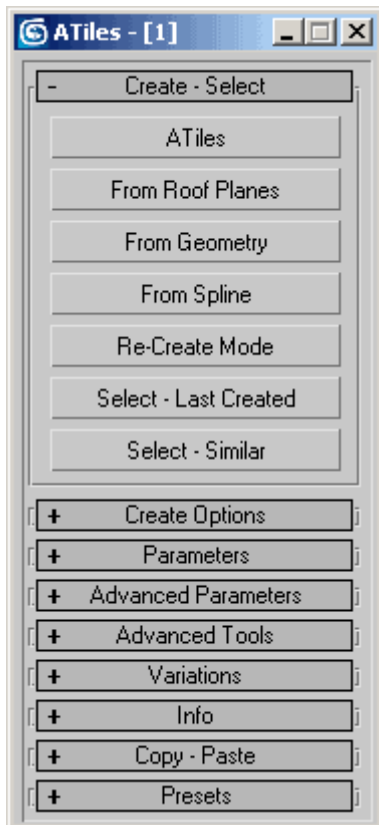 ATiles - [1]
- Create - Select
ATiles
From Roof Planes
From Geometry
From Spline
Re-Create Mode
Select - Last Created
Select - Similar
+ Create Options
+ Parameters
+ Advanced Parameters
+ Advanced Tools
+ Variations
+ Info
+ Copy - Paste
+ Presets